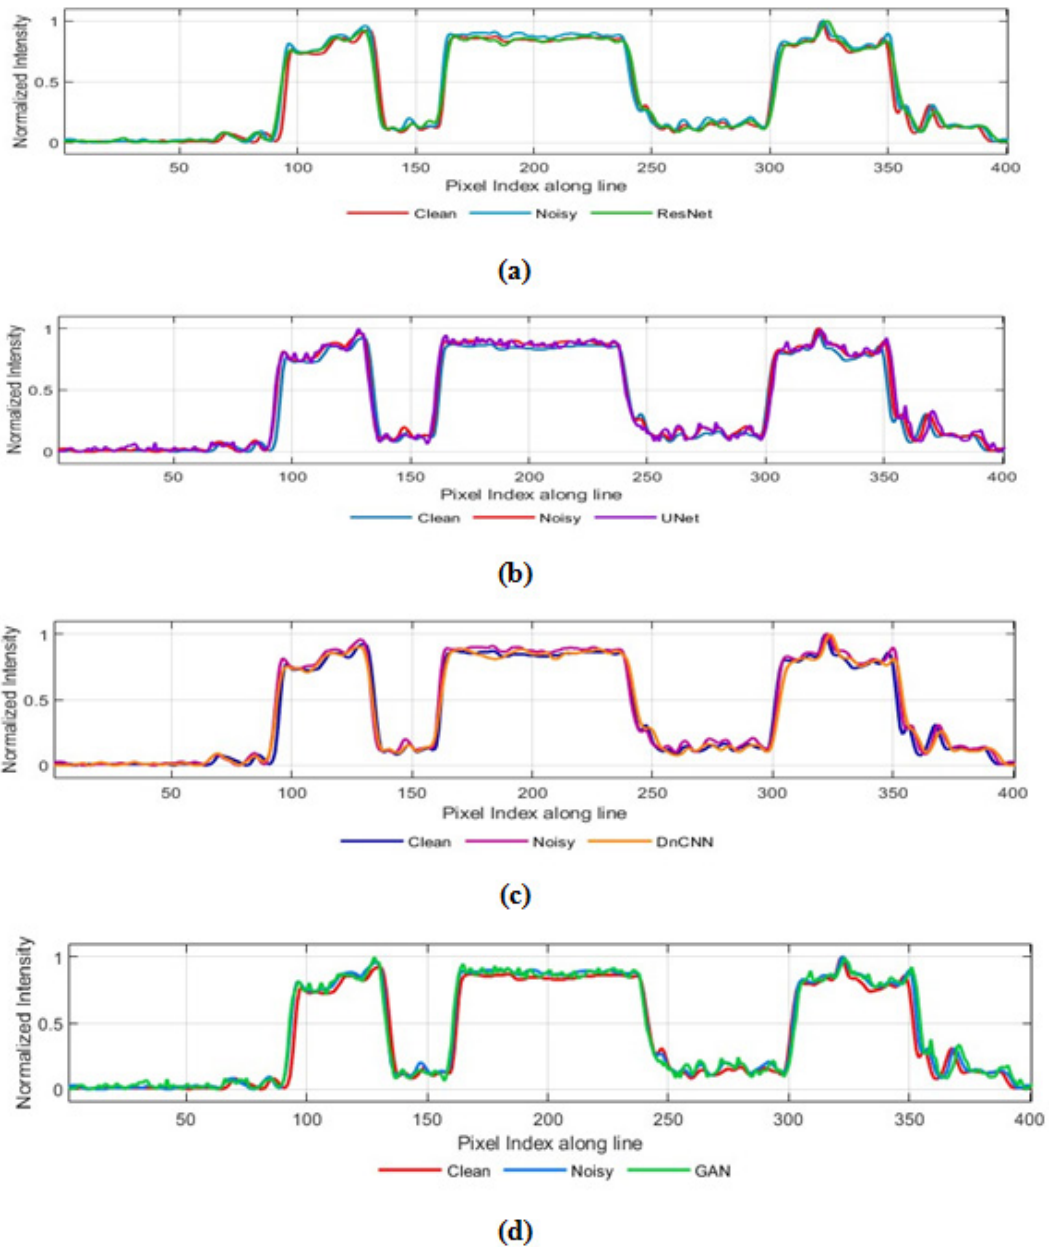 Normalized Intensity
1
0.5
0
50 100 150 200 250 300 350 400
Pixel Index along line
Clean Noisy ResNet
(a)
Normalized Intensity
1
0.5
0
50 100 150 200 250 300 350 400
Pixel Index along line
Clean Noisy UNet
(b)
Normalized Intensity
1
0.5
0
50 100 150 200 250 300 350 400
Pixel Index along line
Clean Noisy DnCNN
(c)
Normalized Intensity
1
0.5
0
50 100 150 200 250 300 350 400
Pixel Index along line
Clean Noisy GAN
(d)